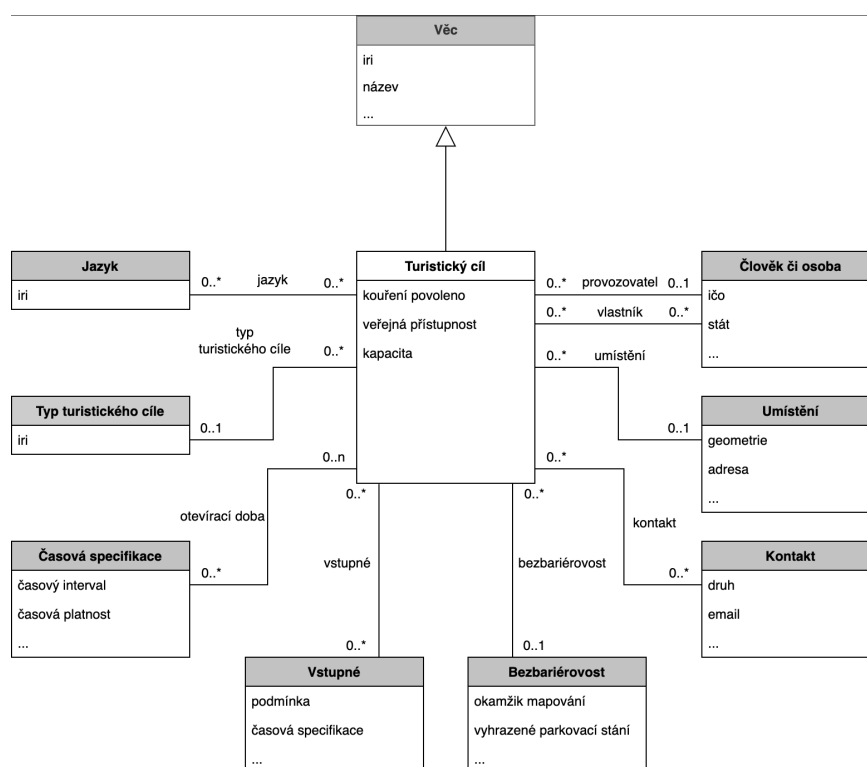 Věc
iri
název
...
Jazyk
iri
0..*
jazyk
0..*
Turistický cíl
kouření povoleno
veřejná přístupnost
kapacita
0..*
provozovatel
0..1
0..*
vlastník
0..*
Člověk či osoba
ičo
stát
...
typ
turistického cíle
0..*
0..*
umístění
Typ turistického cíle
iri
0..1
0..1
Umístění
geometrie
adresa
...
0..n
0..*
0..*
0..*
otevírací doba
kontakt
Časová specifikace
časový interval
časová platnost
...
0..*
vstupné
bezbariérovost
0..*
Kontakt
druh
email
...
0..*
0..1
Vstupné
podmínka
časová specifikace
...
Bezbariérovost
okamžik mapování
vyhrazené parkovací stání
...